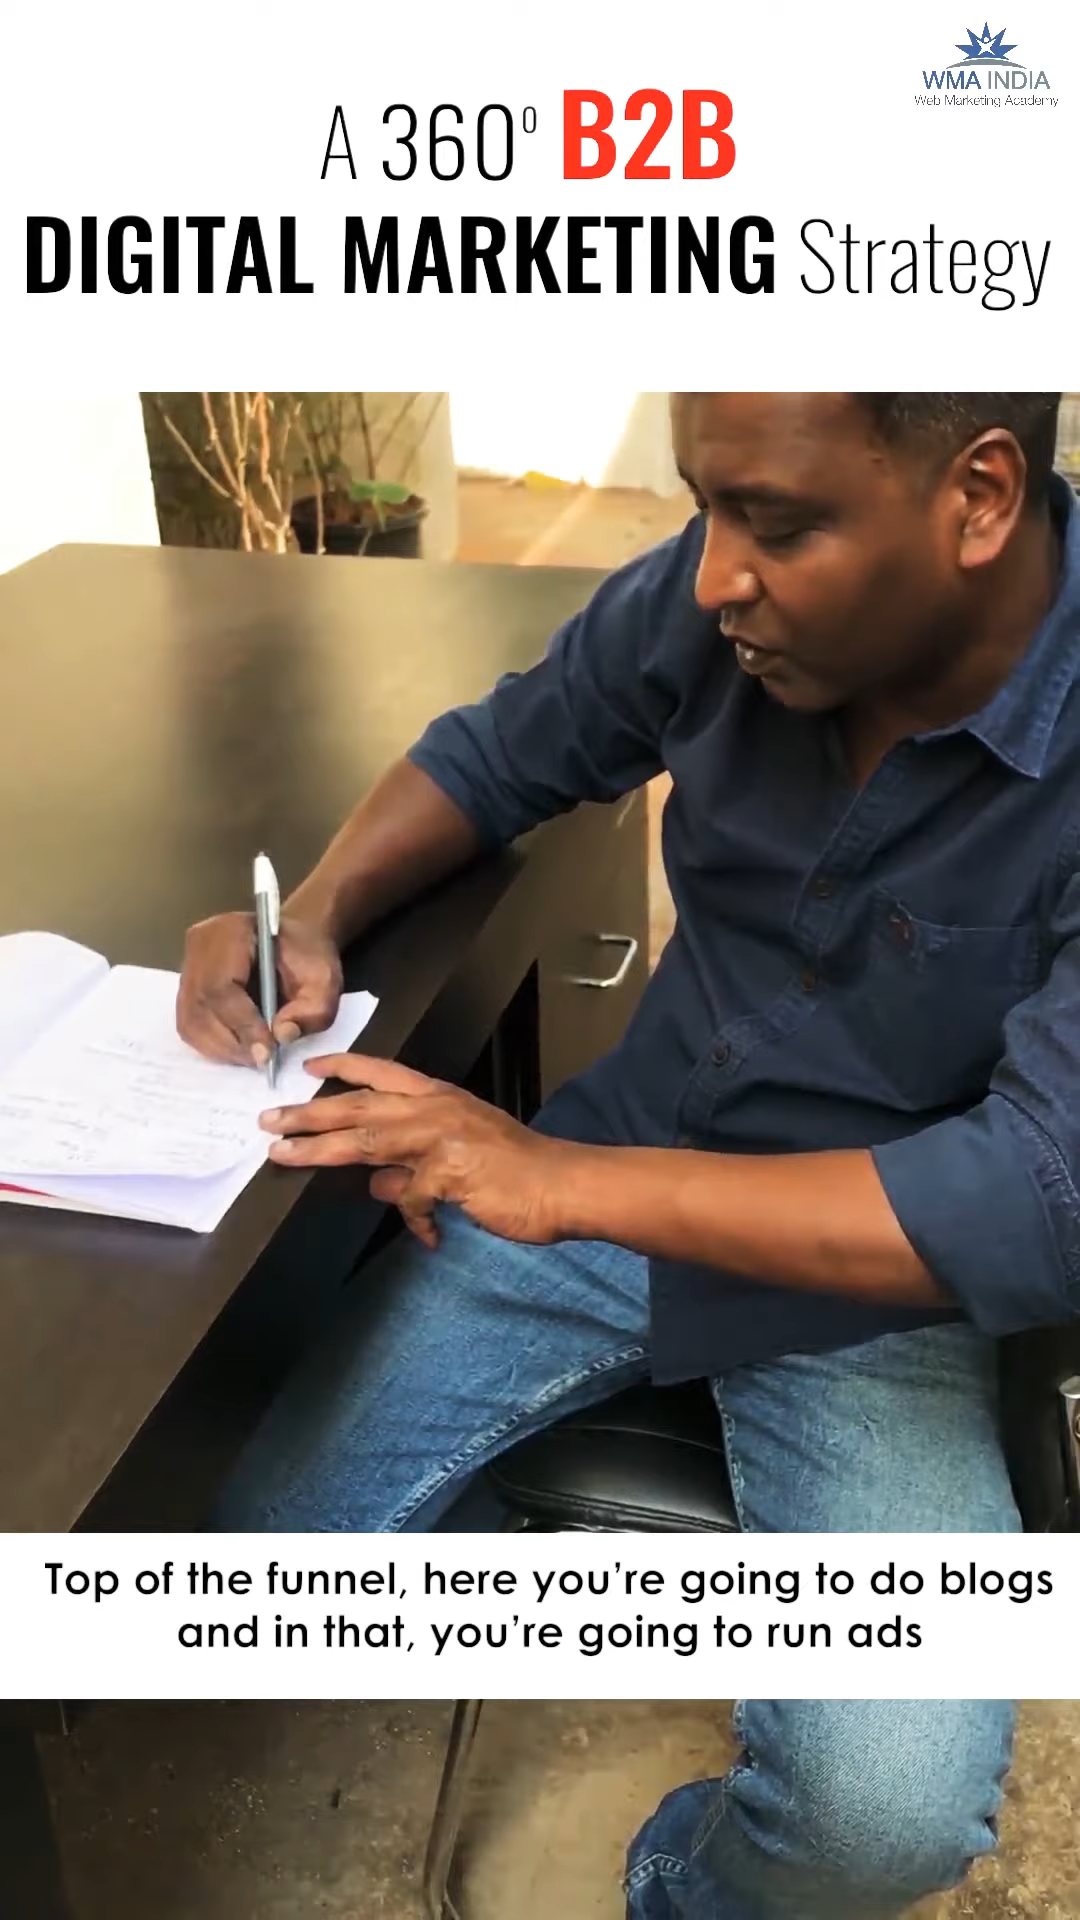 WMA INDIA
Web Marketing Academy
A 360⁰ B2B
DIGITAL MARKETING Strategy
Top of the funnel, here you're going to do blogs
and in that, you're going to run ads